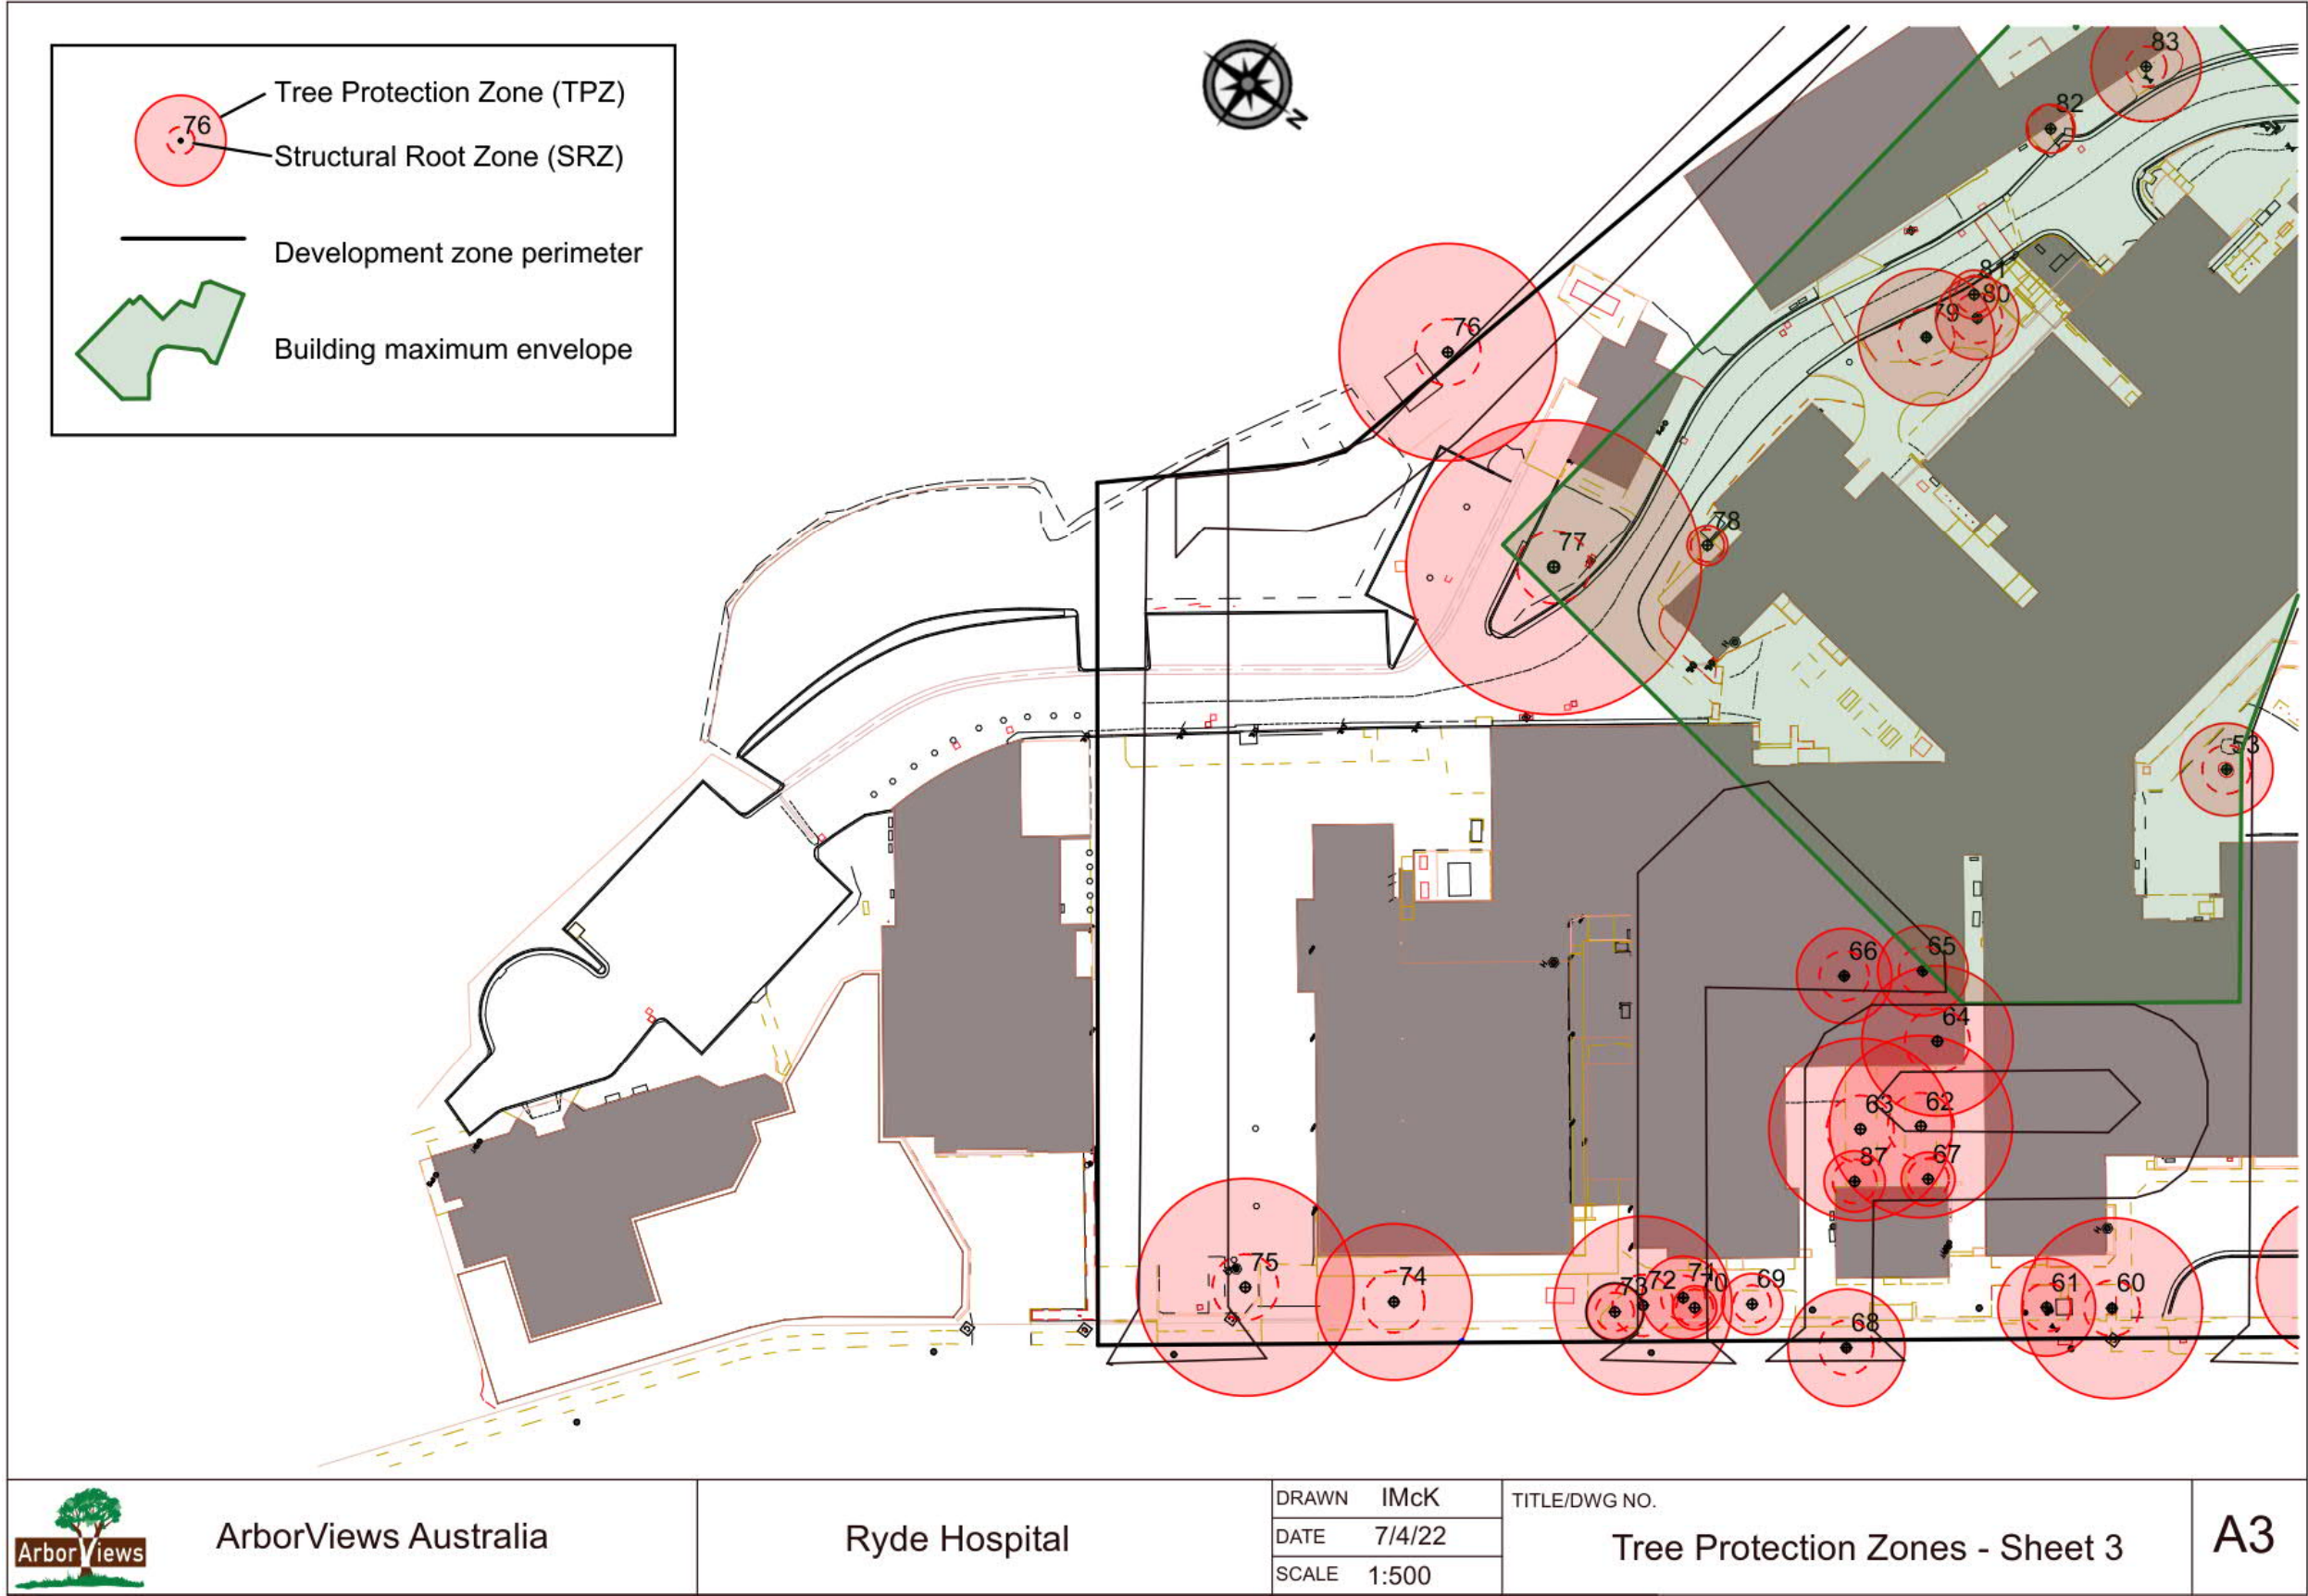 76
Tree Protection Zone (TPZ)
Structural Root Zone (SRZ)
Development zone perimeter
Building maximum envelope
N
83
82
81
80
79
76
78
77
53
66
65
64
63
62
87
67
75
74
73
72
71
70
69
68
61
60
ArborViews
ArborViews Australia
Ryde Hospital
DRAWN IMcK
DATE 7/4/22
SCALE 1:500
TITLE/DWG NO.
Tree Protection Zones - Sheet 3
A3